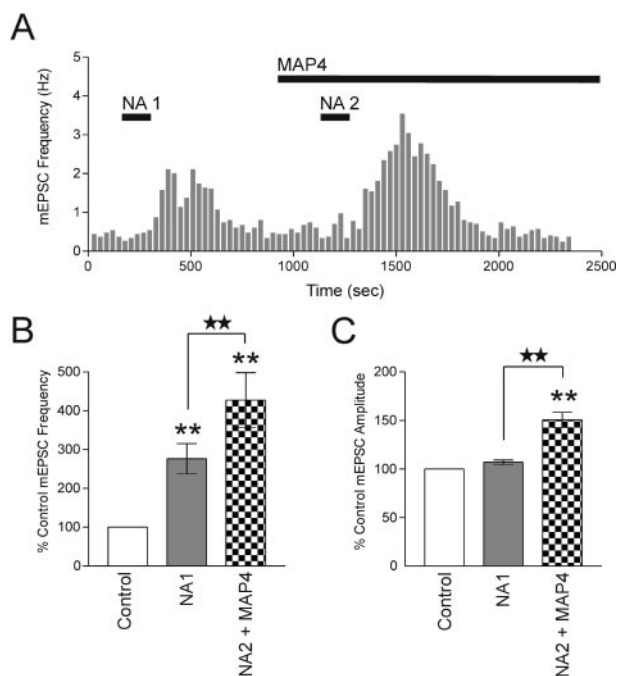 A
mEPSC Frequency (Hz)
5
4
3
2
1
0
MAP4
NA 1
NA 2
0
500
1000
1500
2000
2500
Time (sec)
B
% Control mEPSC Frequency
500
400
300
200
100
0
★★
**
**
Control
NA1
NA2 + MAP4
C
% Control mEPSC Amplitude
200
150
100
50
0
★★
**
Control
NA1
NA2 + MAP4